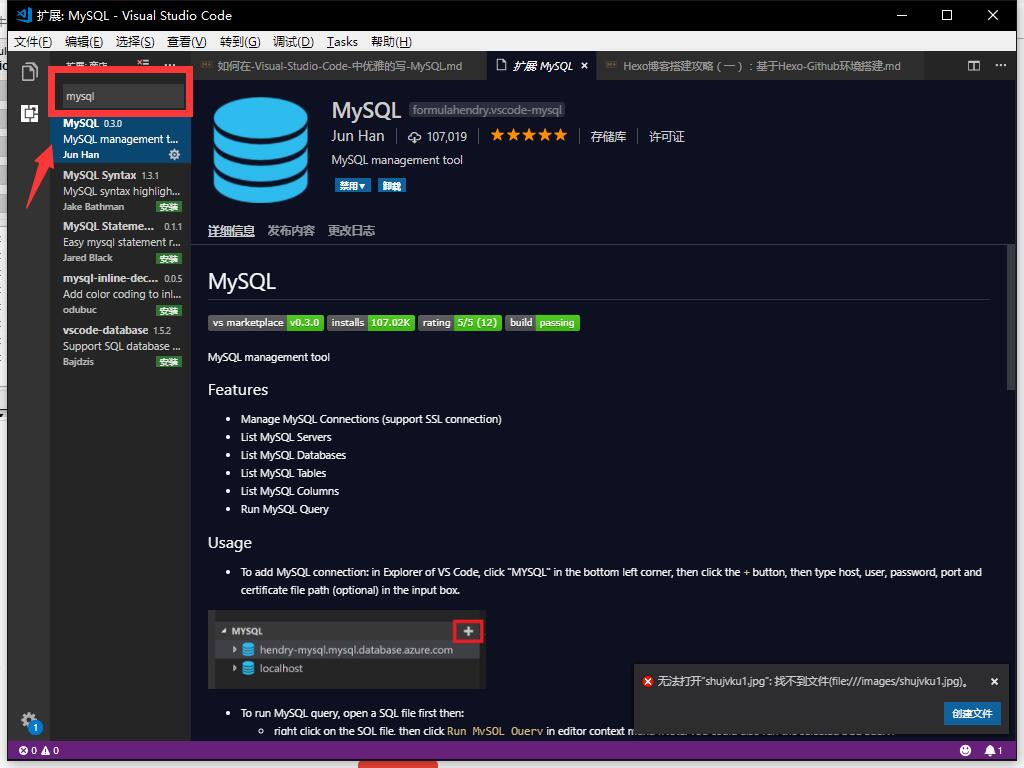 扩展: MySQL - Visual Studio Code
文件(F) 编辑(E) 选择(S) 查看(V) 转到(G) 调试(D) Tasks 帮助(H)
扩展: 商店
如何在-Visual-Studio-Code-中优雅的写-MySQL.md
扩展 MySQL
Hexo博客搭建攻略（一）：基于Hexo-Github环境搭建.md
mysql
MySQL 0.3.0
MySQL management t...
Jun Han
MySQL Syntax 1.3.1
MySQL syntax highligh...
Jake Bathman 安装
MySQL Stateme... 0.1.1
Easy mysql statement r...
Jared Black 安装
mysql-inline-dec... 0.0.5
Add color coding to inl...
odubuc 安装
vscode-database 1.5.2
Support SQL database ...
Bajdzis 安装
MySQL formulahendry.vscode-mysql
Jun Han 107,019 存储库 许可证
MySQL management tool
禁用 卸载
详细信息 发布内容 更改日志
MySQL
vs marketplace v0.3.0 installs 107.02K rating 5/5 (12) build passing
MySQL management tool
Features
Manage MySQL Connections (support SSL connection)
List MySQL Servers
List MySQL Databases
List MySQL Tables
List MySQL Columns
Run MySQL Query
Usage
To add MySQL connection: in Explorer of VS Code, click "MYSQL" in the bottom left corner, then click the + button, then type host, user, password, port and
certificate file path (optional) in the input box.
MYSQL
hendry-mysql.mysql.database.azure.com
localhost
To run MySQL query, open a SQL file first then:
right click on the SQL file, then click Run MySQL Query in editor context
无法打开"shujvku1.jpg": 找不到文件(file:///images/shujvku1.jpg)。
创建文件
1
0 0
1